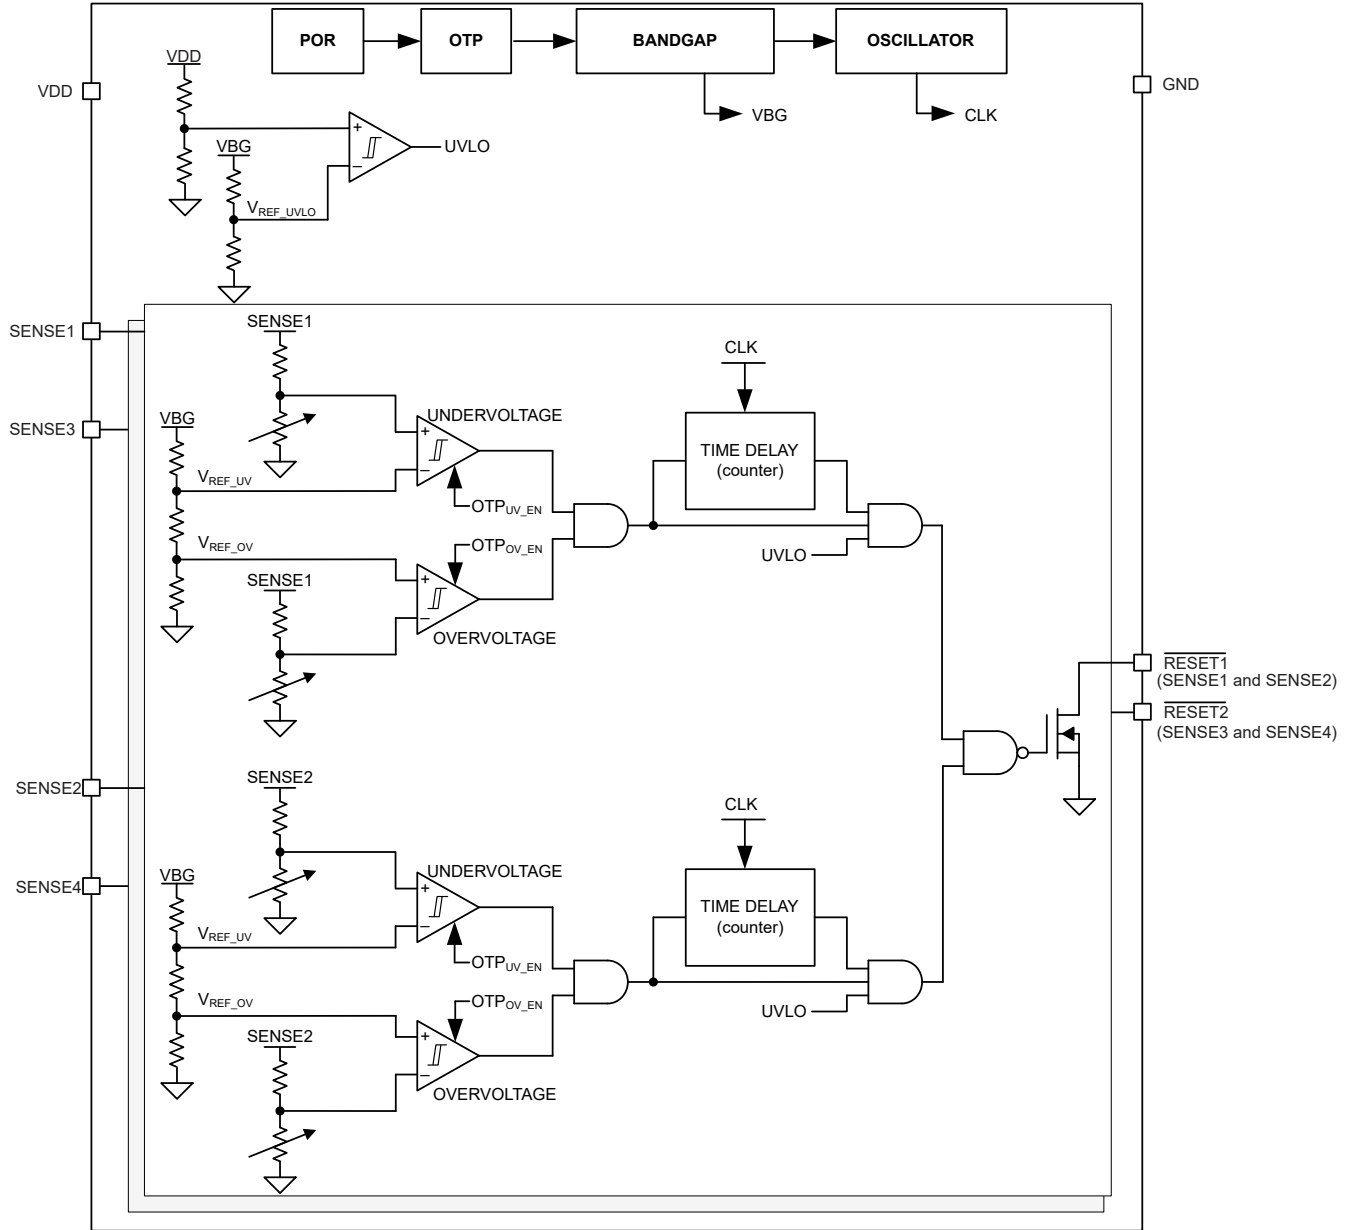 POR
OTP
BANDGAP
OSCILLATOR
VDD
VDD
GND
VBG
CLK
+
−
UVLO
VBG
VREF_UVLO
SENSE1
SENSE1
CLK
UNDERVOLTAGE
SENSE3
VBG
+
−
TIME DELAY
(counter)
VREF_UV
OTPUV_EN
VREF_OV
OTPOV_EN
UVLO
SENSE1
+
−
OVERVOLTAGE
RESET1
(SENSE1 and SENSE2)
RESET2
(SENSE3 and SENSE4)
SENSE2
SENSE2
CLK
UNDERVOLTAGE
SENSE4
VBG
+
−
TIME DELAY
(counter)
VREF_UV
OTPUV_EN
VREF_OV
OTPOV_EN
UVLO
SENSE2
+
−
OVERVOLTAGE